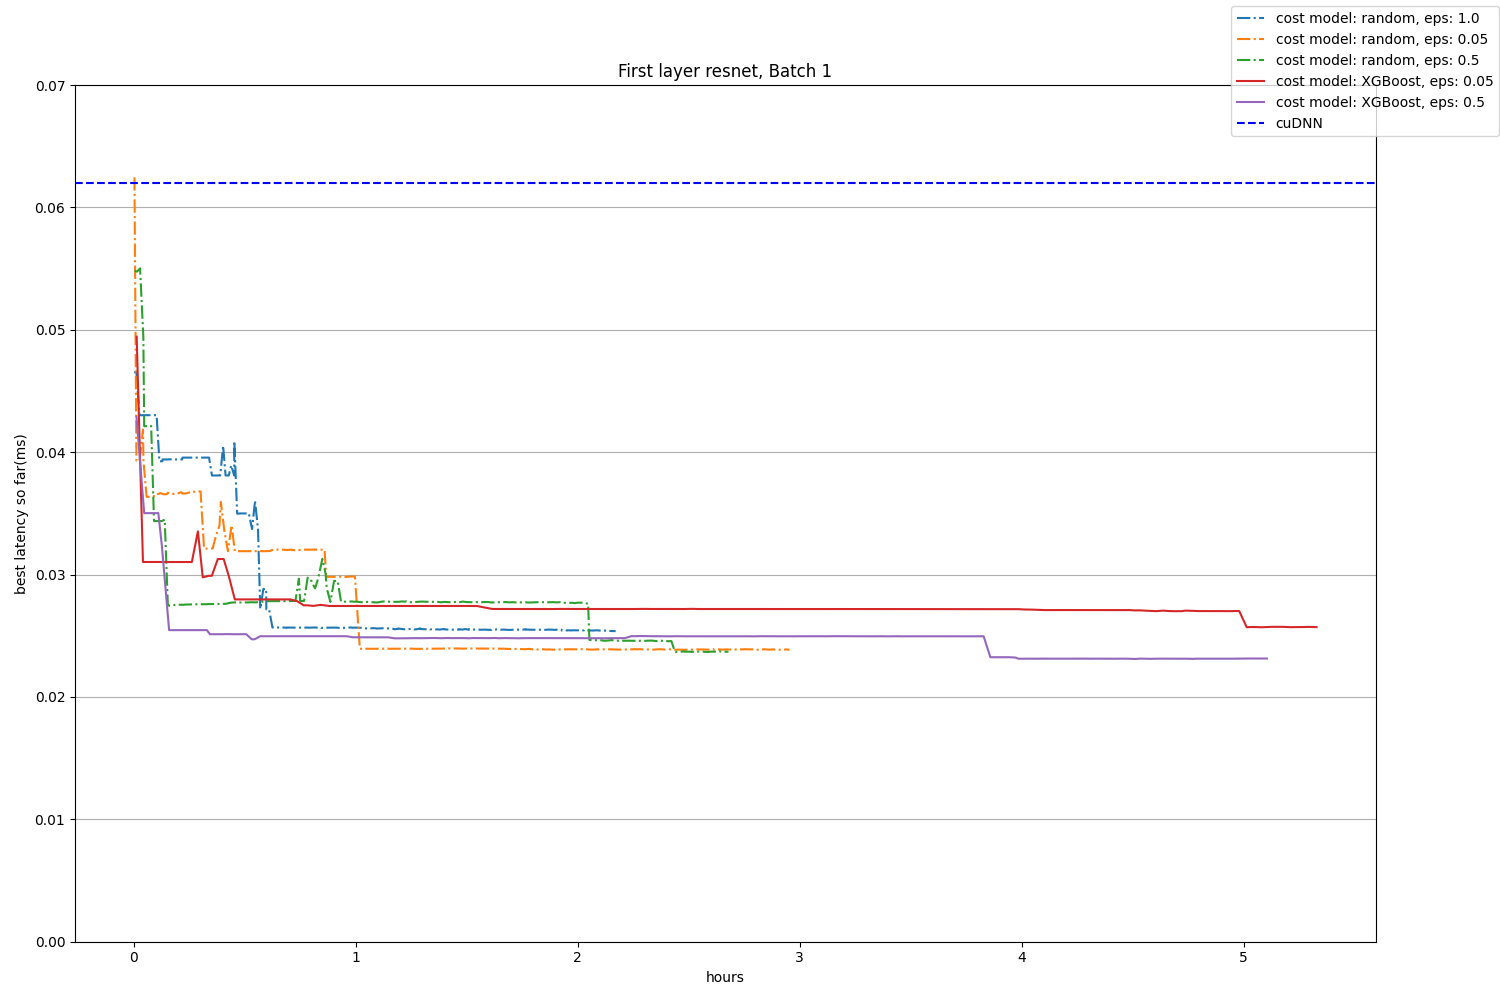 cost model: random, eps: 1.0
cost model: random, eps: 0.05
cost model: random, eps: 0.5
cost model: XGBoost, eps: 0.05
cost model: XGBoost, eps: 0.5
cuDNN
First layer resnet, Batch 1
0.07
0.06
0.05
0.04
0.03
0.02
0.01
0.00
best latency so far(ms)
0 1 2 3 4 5
hours